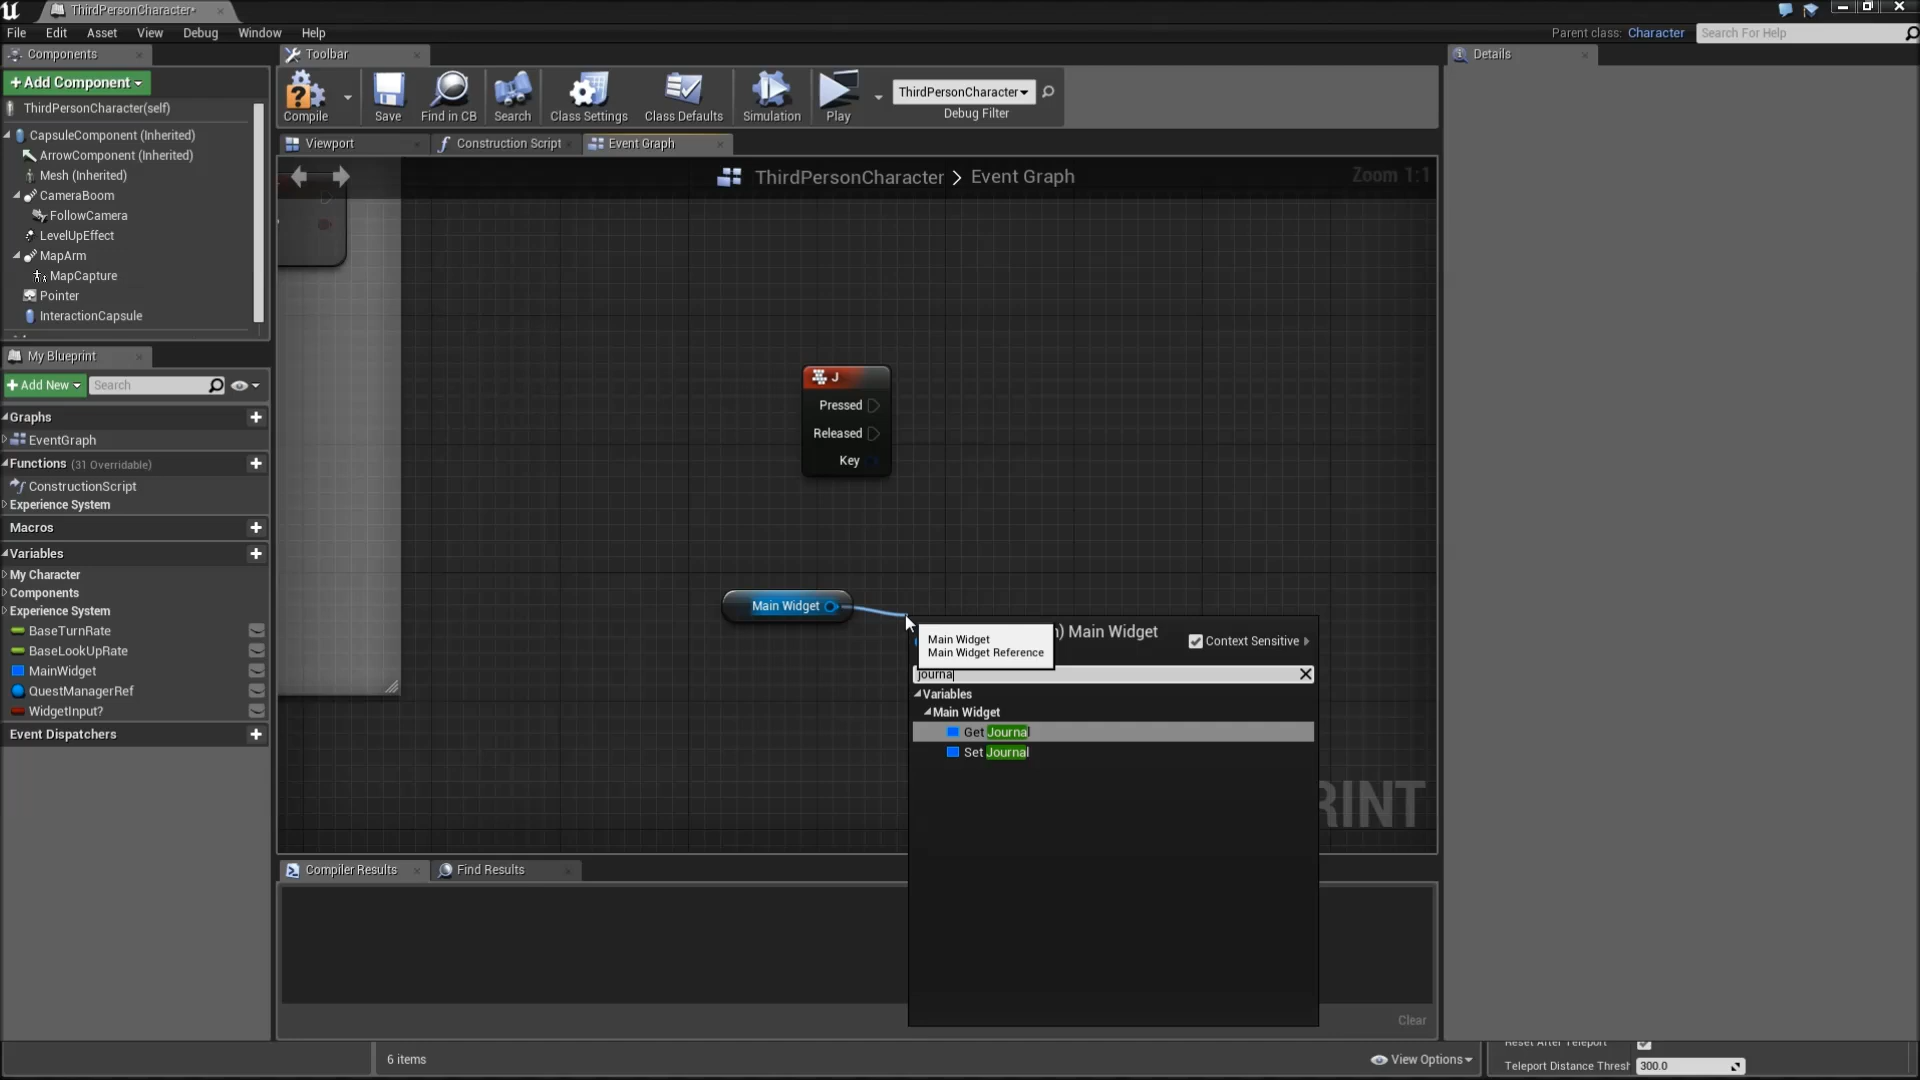 ThirdPersonCharacter*
File Edit Asset View Debug Window Help
Parent class: Character
Search For Help
Components
Toolbar
Details
+Add Component
ThirdPersonCharacter(self)
CapsuleComponent (Inherited)
ArrowComponent (Inherited)
Mesh (Inherited)
CameraBoom
FollowCamera
LevelUpEffect
MapArm
MapCapture
Pointer
InteractionCapsule
Compile
Save
Find in CB
Search
Class Settings
Class Defaults
Simulation
Play
ThirdPersonCharacter
Debug Filter
Viewport
Construction Script
Event Graph
ThirdPersonCharacter > Event Graph
Zoom 1:1
My Blueprint
+Add New
Search
Graphs
EventGraph
Functions (31 Overridable)
ConstructionScript
Experience System
Macros
Variables
My Character
Components
Experience System
BaseTurnRate
BaseLookUpRate
MainWidget
QuestManagerRef
WidgetInput?
Event Dispatchers
J
Pressed
Released
Key
Main Widget
) Main Widget
Context Sensitive
Main Widget
Main Widget Reference
journa
Variables
Main Widget
Get Journal
Set Journal
RINT
Compiler Results
Find Results
Clear
6 items
View Options
Reset After Teleport
Teleport Distance Thresh
300.0